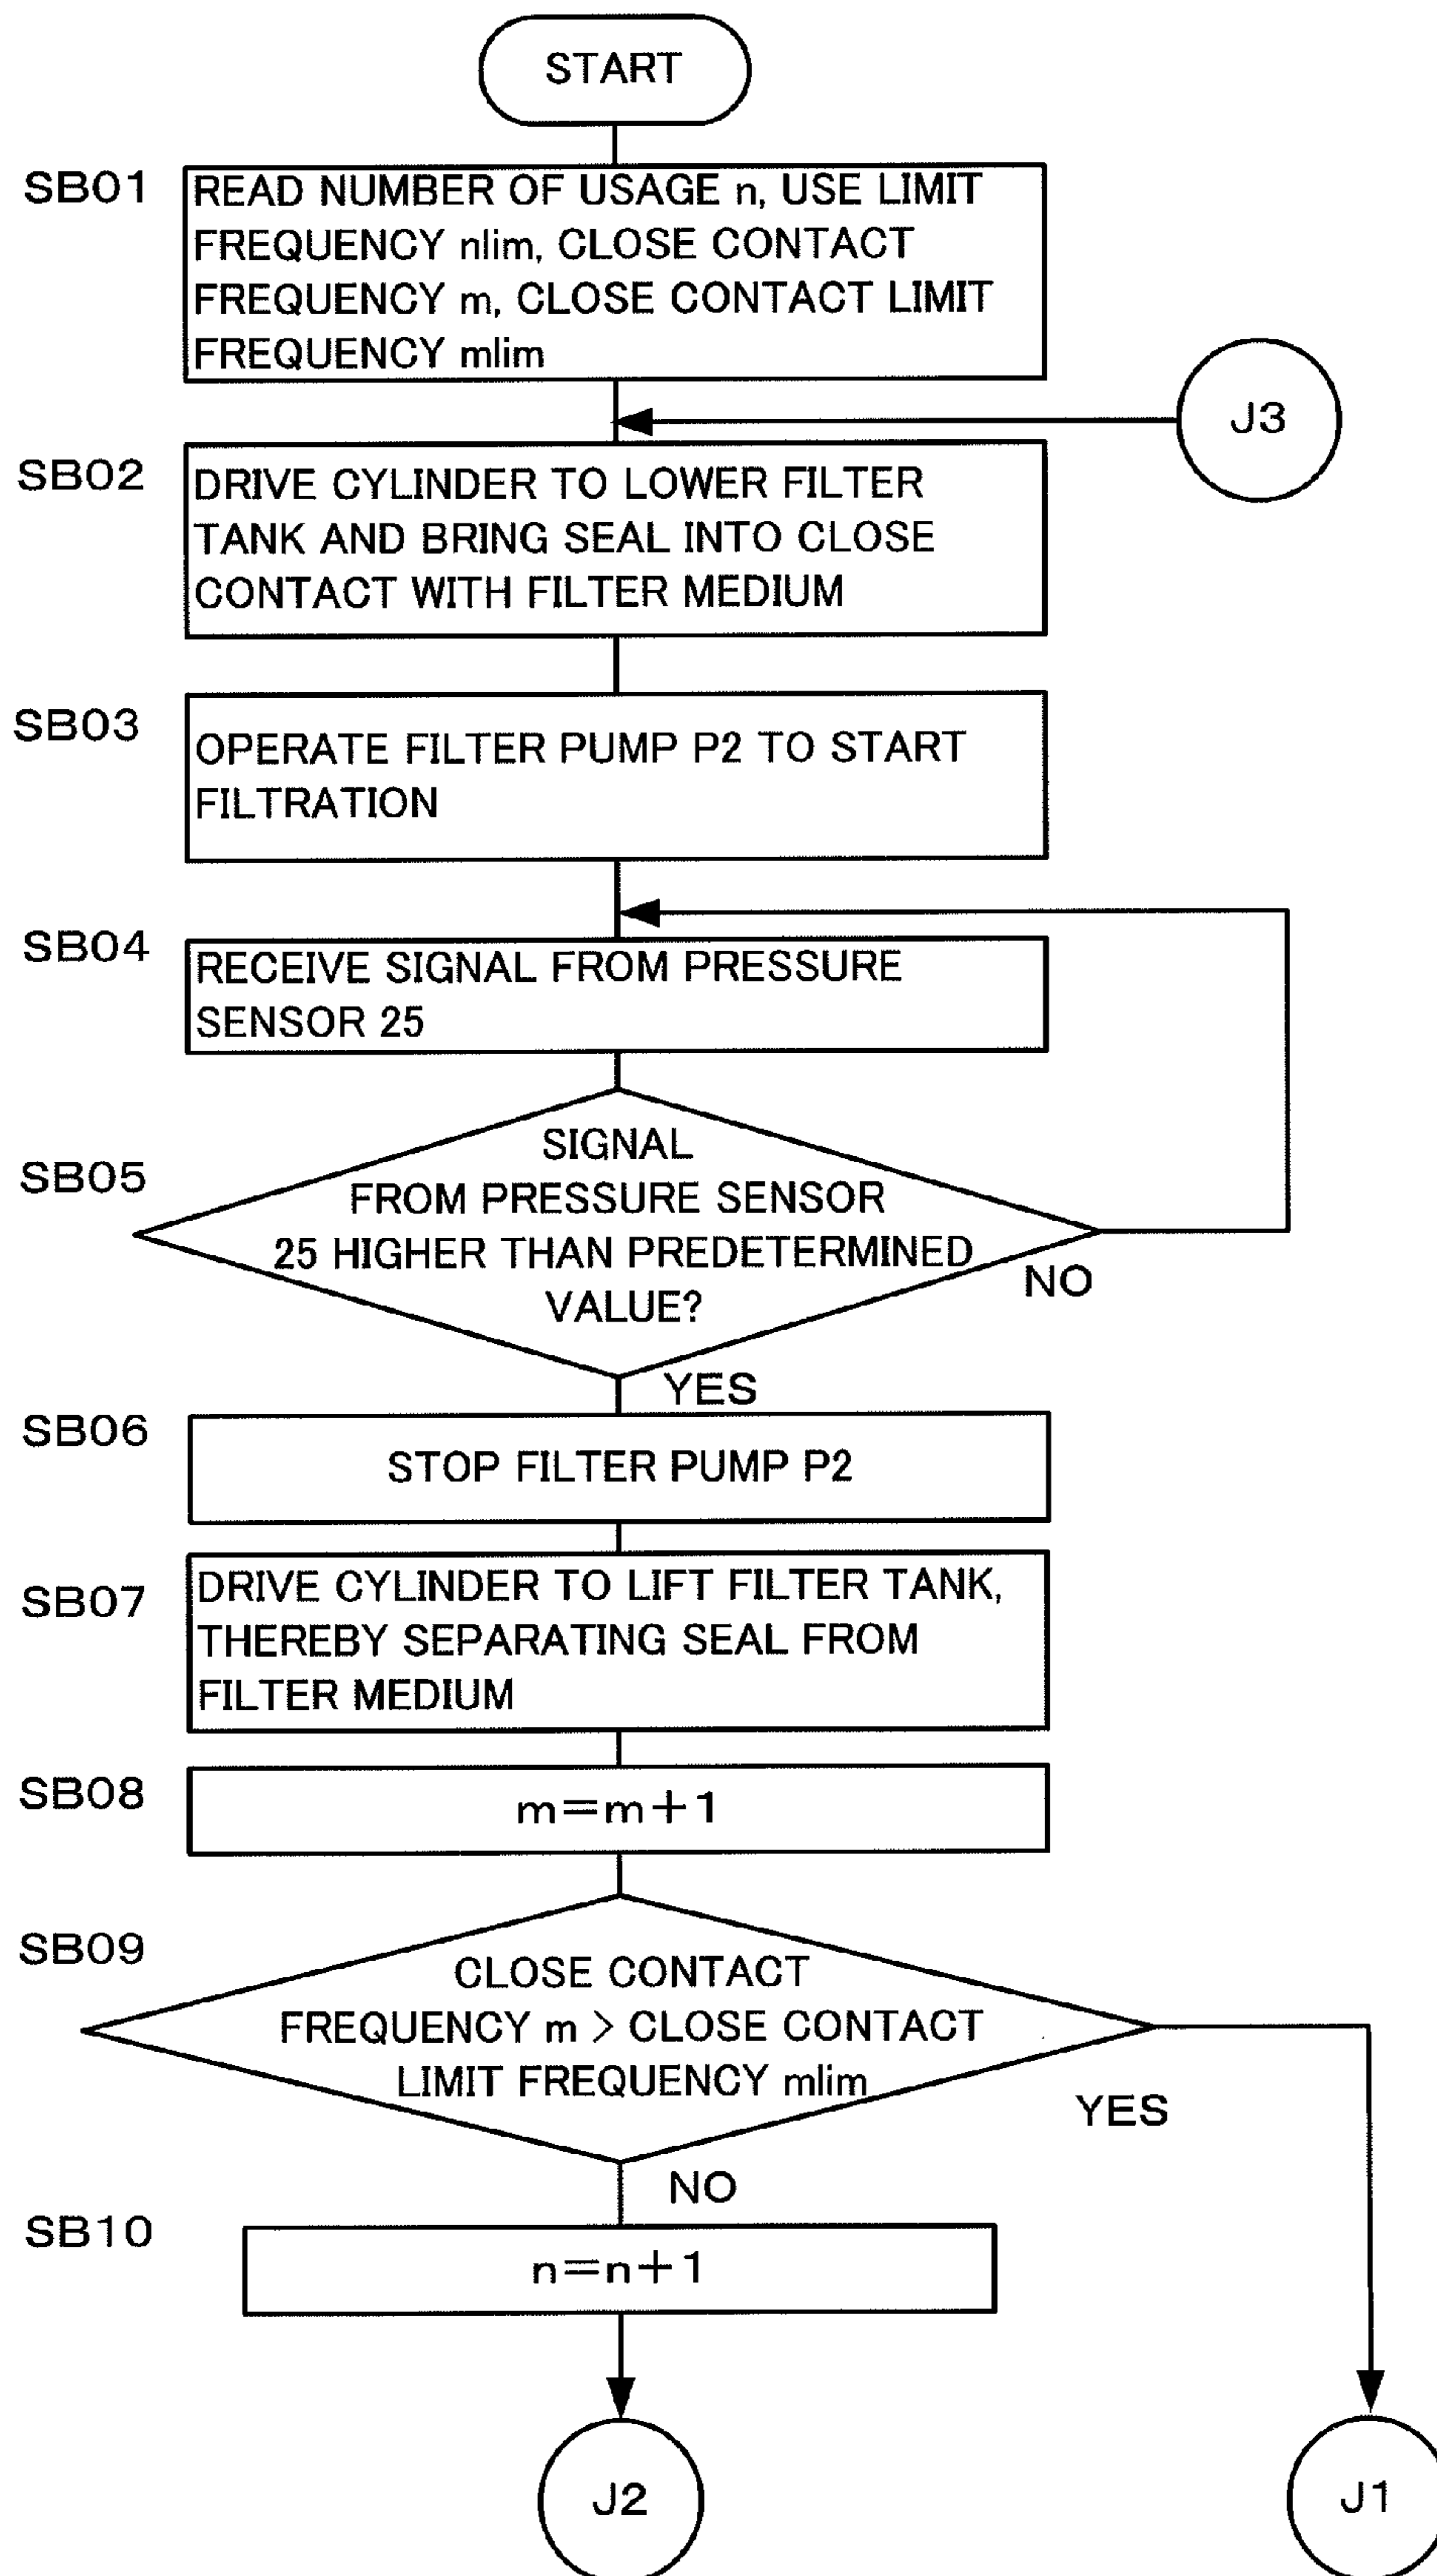 START
SB01
READ NUMBER OF USAGE n, USE LIMIT
FREQUENCY nlim, CLOSE CONTACT
FREQUENCY m, CLOSE CONTACT LIMIT
FREQUENCY mlim
J3
SB02
DRIVE CYLINDER TO LOWER FILTER
TANK AND BRING SEAL INTO CLOSE
CONTACT WITH FILTER MEDIUM
SB03
OPERATE FILTER PUMP P2 TO START
FILTRATION
SB04
RECEIVE SIGNAL FROM PRESSURE
SENSOR 25
SB05
SIGNAL
FROM PRESSURE SENSOR
25 HIGHER THAN PREDETERMINED
VALUE?
NO
YES
SB06
STOP FILTER PUMP P2
SB07
DRIVE CYLINDER TO LIFT FILTER TANK,
THEREBY SEPARATING SEAL FROM
FILTER MEDIUM
SB08
m=m+1
SB09
CLOSE CONTACT
FREQUENCY m > CLOSE CONTACT
LIMIT FREQUENCY mlim
YES
NO
SB10
n=n+1
J2
J1